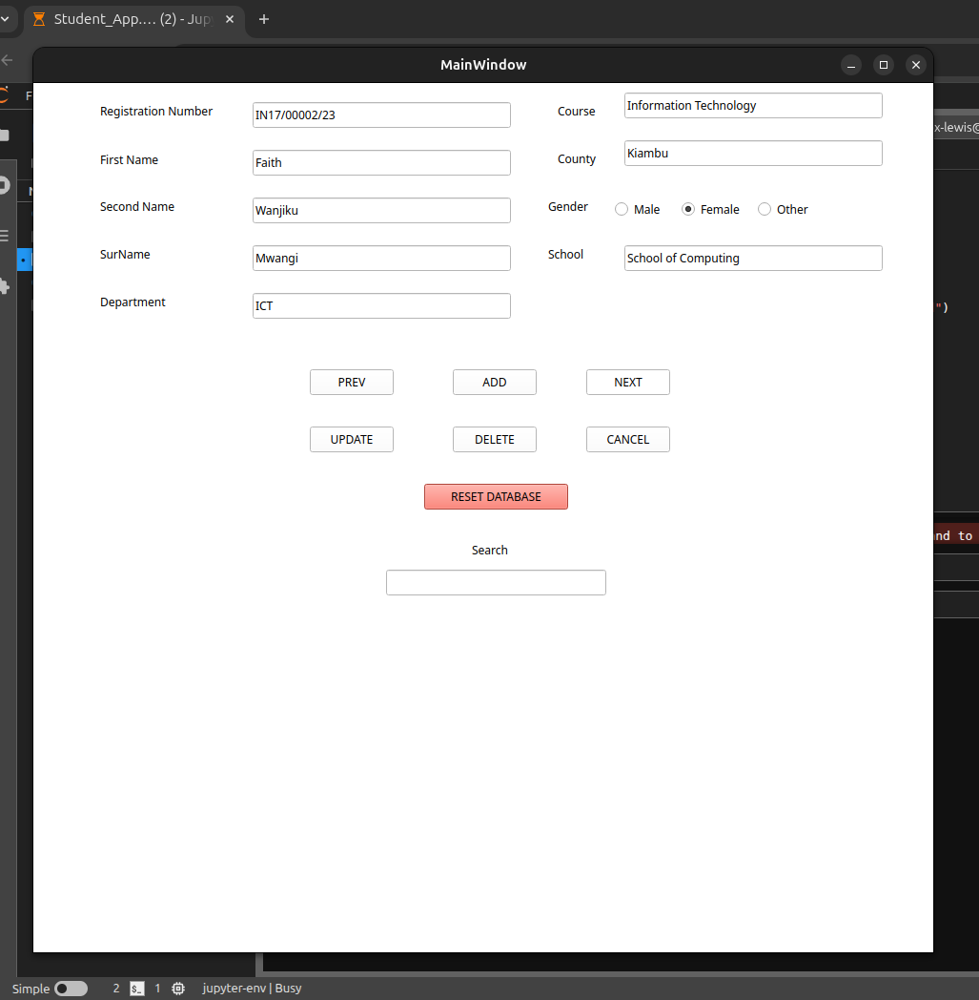 Student_App.... (2) - Jup
MainWindow
Registration Number
IN17/00002/23
Course
Information Technology
First Name
Faith
County
Kiambu
Second Name
Wanjiku
Gender
Male
Female
Other
SurName
Mwangi
School
School of Computing
Department
ICT
PREV
ADD
NEXT
UPDATE
DELETE
CANCEL
RESET DATABASE
Search
x-lewis@
")
nd to
Simple
2
$_
1
jupyter-env | Busy